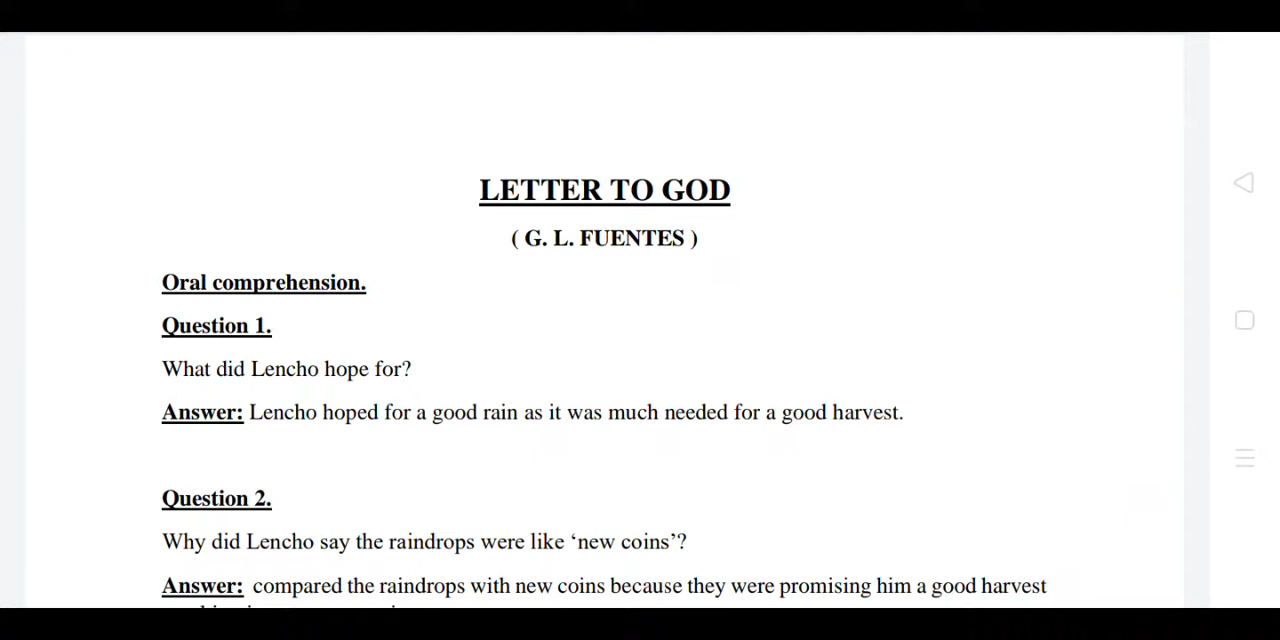 LETTER TO GOD
( G. L. FUENTES )
Oral comprehension.
Question 1.
What did Lencho hope for?
Answer: Lencho hoped for a good rain as it was much needed for a good harvest.
Question 2.
Why did Lencho say the raindrops were like ‘new coins’?
Answer: compared the raindrops with new coins because they were promising him a good harvest